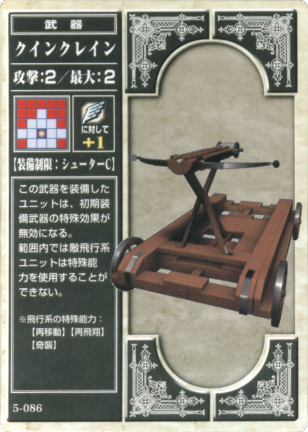 武器
クインクレイン
攻撃:2／最大:2
に対して
+1
【装備制限：シューターC】
この武器を装備した
ユニットは、初期装
備武器の特殊効果が
無効になる。
範囲内では敵飛行系
ユニットは特殊能
力を使用することが
できない。
※飛行系の特殊能力：
【再移動】【再飛翔】
【奇襲】
5-086